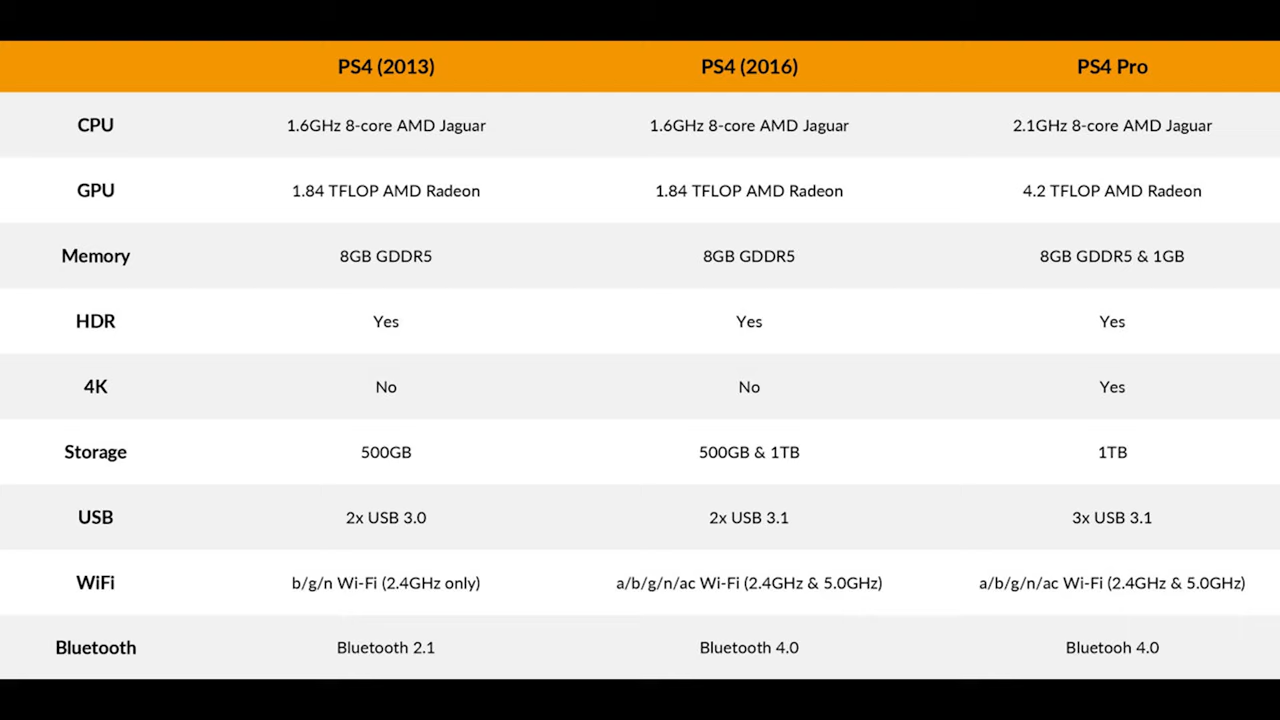 PS4 (2013) PS4 (2016) PS4 Pro
CPU 1.6GHz 8-core AMD Jaguar 1.6GHz 8-core AMD Jaguar 2.1GHz 8-core AMD Jaguar
GPU 1.84 TFLOP AMD Radeon 1.84 TFLOP AMD Radeon 4.2 TFLOP AMD Radeon
Memory 8GB GDDR5 8GB GDDR5 8GB GDDR5 & 1GB
HDR Yes Yes Yes
4K No No Yes
Storage 500GB 500GB & 1TB 1TB
USB 2x USB 3.0 2x USB 3.1 3x USB 3.1
WiFi b/g/n Wi-Fi (2.4GHz only) a/b/g/n/ac Wi-Fi (2.4GHz & 5.0GHz) a/b/g/n/ac Wi-Fi (2.4GHz & 5.0GHz)
Bluetooth Bluetooth 2.1 Bluetooth 4.0 Bluetooh 4.0